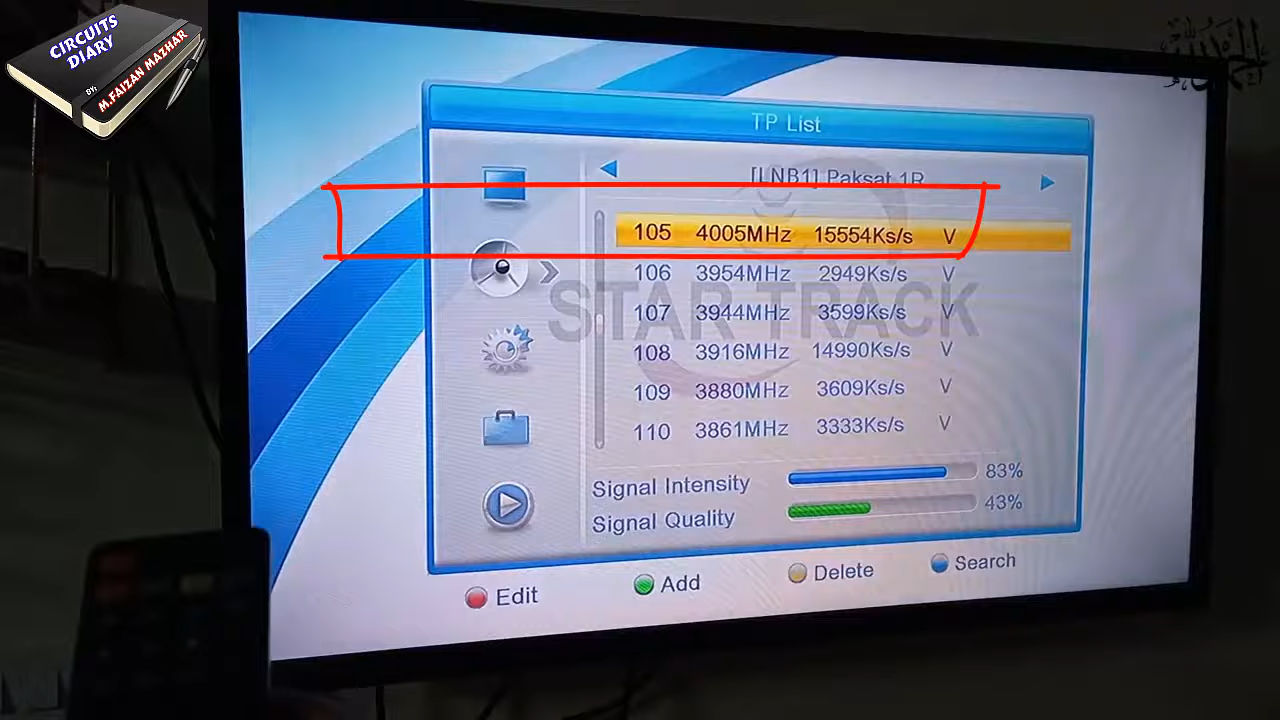 CIRCUITS
DIARY
BY:
M.FAIZAN MAZHAR
TP List
[LNB1] Paksat 1R
105 4005MHz 15554Ks/s V
106 3954MHz 2949Ks/s V
107 3944MHz 3599Ks/s V
108 3916MHz 14990Ks/s V
109 3880MHz 3609Ks/s V
110 3861MHz 3333Ks/s V
STAR TRACK
Signal Intensity 83%
Signal Quality 43%
Edit Add Delete Search